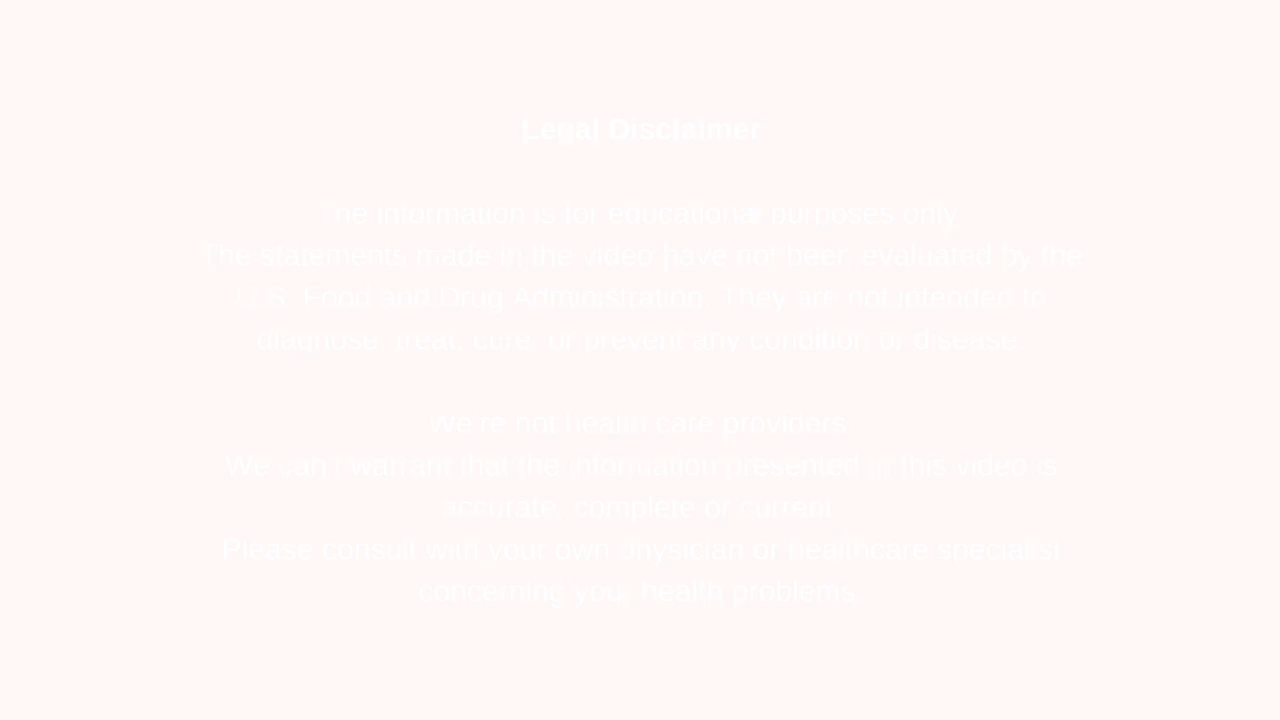 Legal Disclaimer
The information is for educational purposes only.
The statements made in the video have not been evaluated by the
U.S. Food and Drug Administration. They are not intended to
diagnose, treat, cure, or prevent any condition or disease.
We're not health care providers.
We can't warrant that the information presented in this video is
accurate, complete or current.
Please consult with your own physician or healthcare specialist
concerning your health problems.